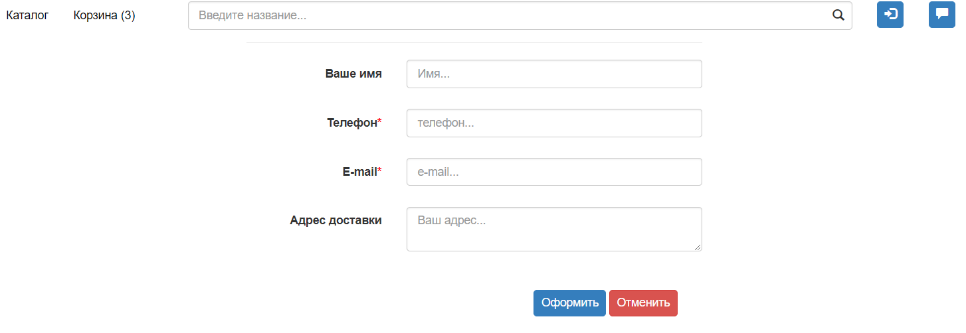 Каталог Корзина (3) Введите название...
Ваше имя Имя...
Телефон* телефон...
E-mail* e-mail...
Адрес доставки Ваш адрес...
Оформить Отменить